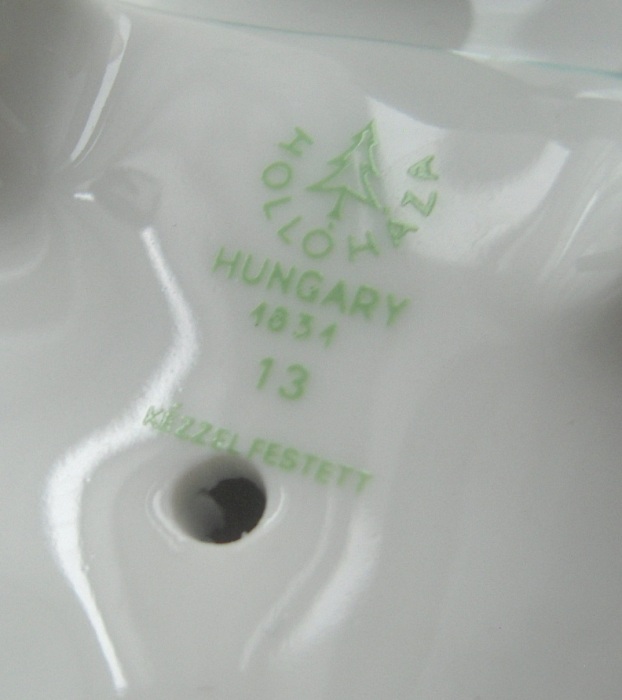 HOLLÓHÁZA
HUNGARY
1831
13
KÉZZEL FESTETT